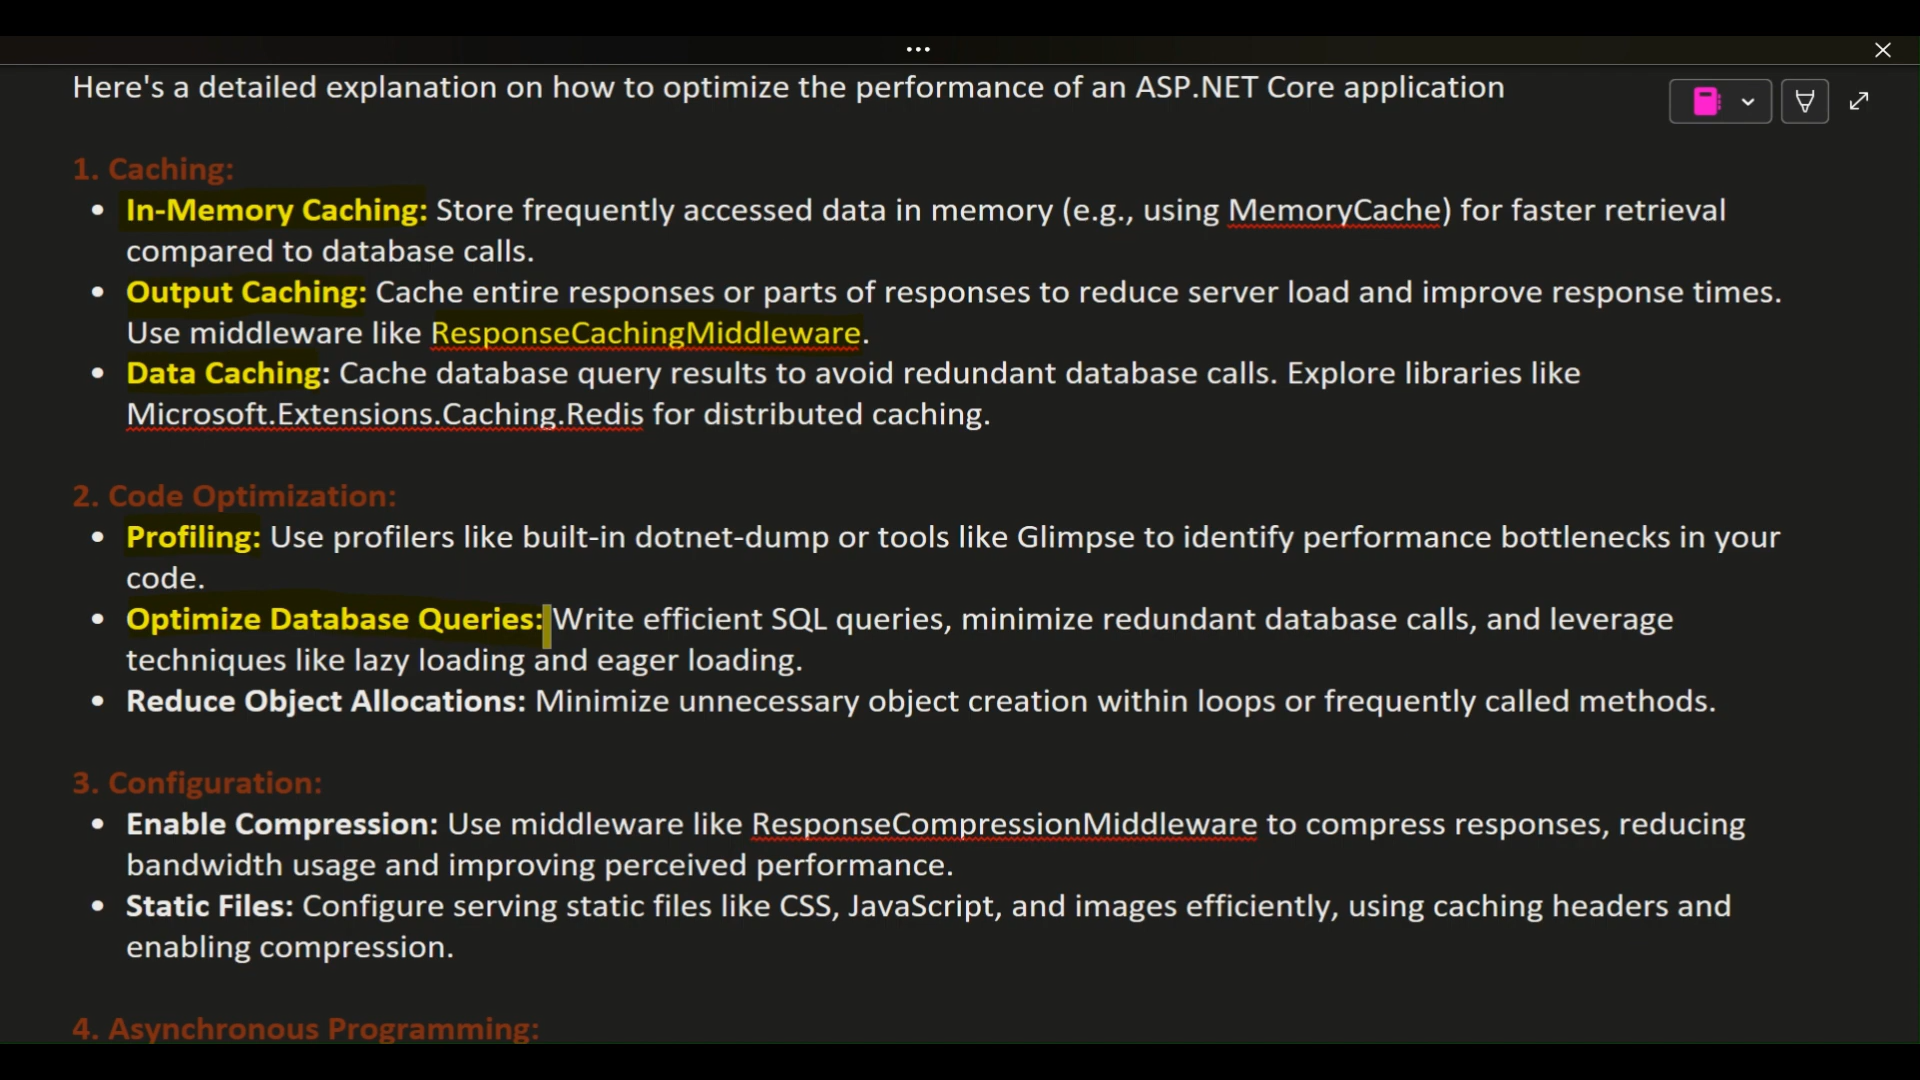 Here's a detailed explanation on how to optimize the performance of an ASP.NET Core application
1. Caching:
• In-Memory Caching: Store frequently accessed data in memory (e.g., using MemoryCache) for faster retrieval
compared to database calls.
• Output Caching: Cache entire responses or parts of responses to reduce server load and improve response times.
Use middleware like ResponseCachingMiddleware.
• Data Caching: Cache database query results to avoid redundant database calls. Explore libraries like
Microsoft.Extensions.Caching.Redis for distributed caching.
2. Code Optimization:
• Profiling: Use profilers like built-in dotnet-dump or tools like Glimpse to identify performance bottlenecks in your
code.
• Optimize Database Queries: Write efficient SQL queries, minimize redundant database calls, and leverage
techniques like lazy loading and eager loading.
• Reduce Object Allocations: Minimize unnecessary object creation within loops or frequently called methods.
3. Configuration:
• Enable Compression: Use middleware like ResponseCompressionMiddleware to compress responses, reducing
bandwidth usage and improving perceived performance.
• Static Files: Configure serving static files like CSS, JavaScript, and images efficiently, using caching headers and
enabling compression.
4. Asynchronous Programming: